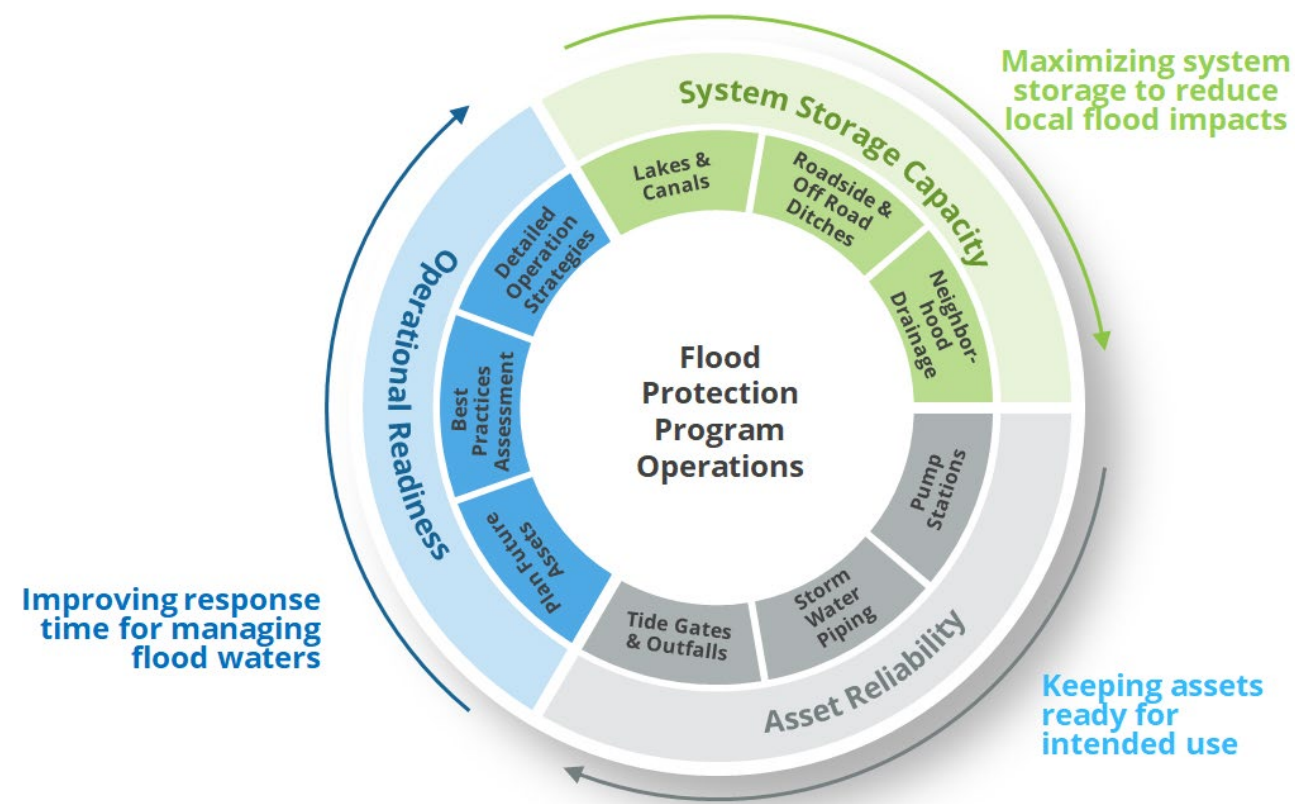 Maximizing system
storage to reduce
local flood impacts
System Storage Capacity
Lakes &
Canals
Roadside &
Off Road
Ditches
Neighbor-
hood
Drainage
Flood
Protection
Program
Operations
Pump
Stations
Storm
Water
Piping
Tide Gates
& Outfalls
Asset Reliability
Keeping assets
ready for
intended use
Operational Readiness
Detailed
Operation
Strategies
Best
Practices
Assessment
Plan Future
Assets
Improving response
time for managing
flood waters